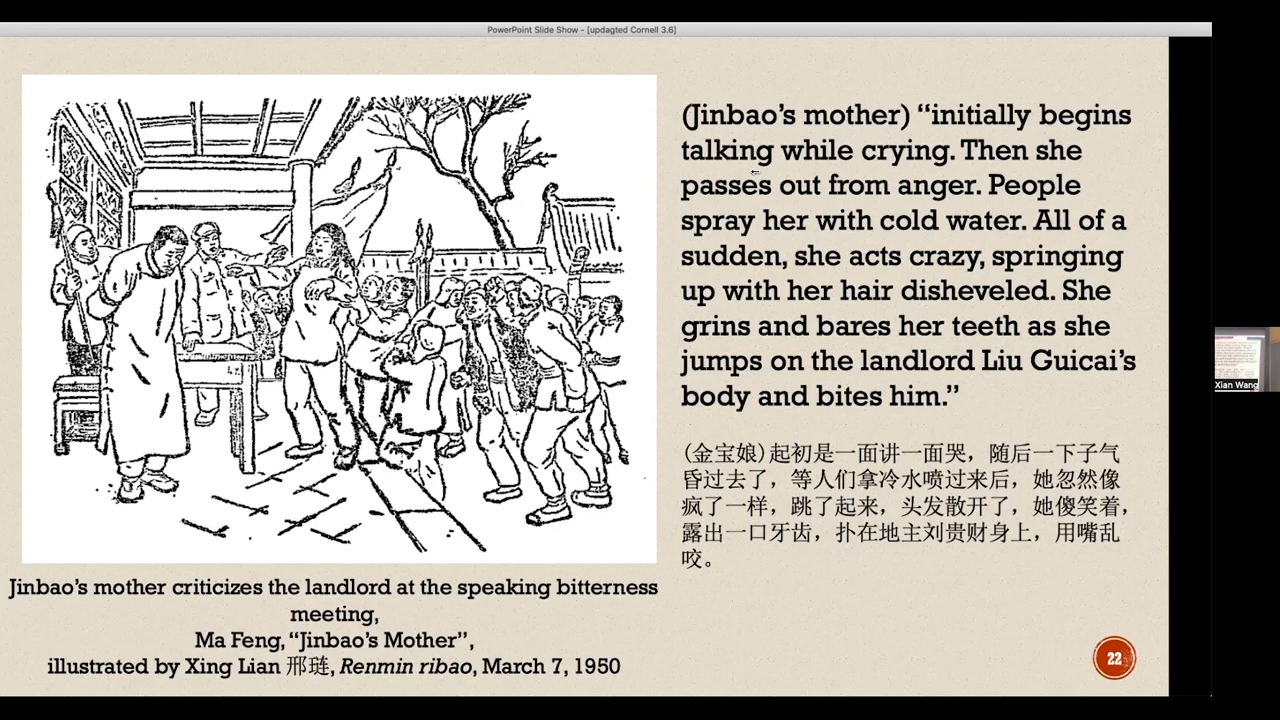 PowerPoint Slide Show - [updagted Cornell 3.6]
(Jinbao’s mother) “initially begins
talking while crying. Then she
passes out from anger. People
spray her with cold water. All of a
sudden, she acts crazy, springing
up with her hair disheveled. She
grins and bares her teeth as she
jumps on the landlord Liu Guicai’s
body and bites him.”
(金宝娘)起初是一面讲一面哭，随后一下子气
昏过去了，等人们拿冷水喷过来后，她忽然像
疯了一样，跳了起来，头发散开了，她傻笑着，
露出一口牙齿，扑在地主刘贵财身上，用嘴乱
咬。
Jinbao’s mother criticizes the landlord at the speaking bitterness
meeting,
Ma Feng, “Jinbao’s Mother”,
illustrated by Xing Lian 邢琏, Renmin ribao, March 7, 1950
22
Xian Wang